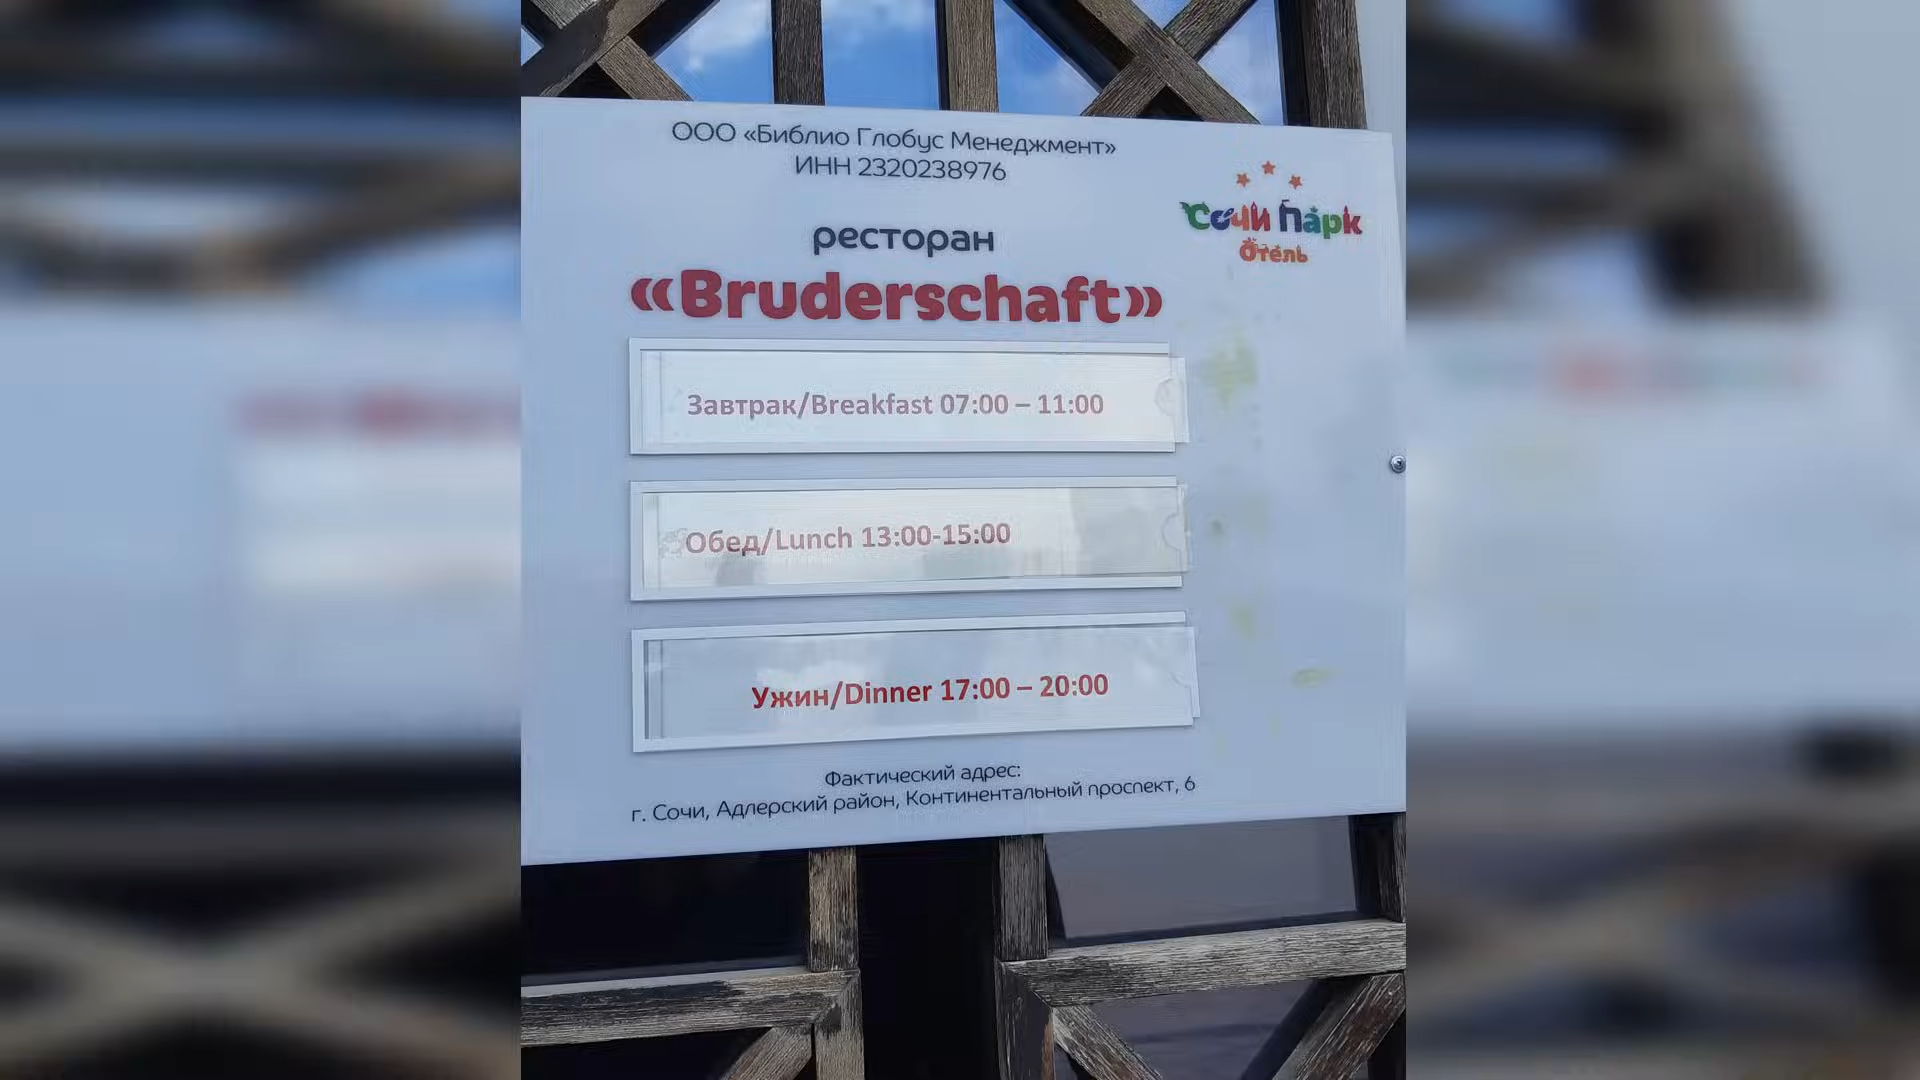 ООО «Библио Глобус Менеджмент»
ИНН 2320238976
Сочи Парк
Отель
ресторан
«Bruderschaft»
Завтрак/Breakfast 07:00 – 11:00
Обед/Lunch 13:00-15:00
Ужин/Dinner 17:00 – 20:00
Фактический адрес:
г. Сочи, Адлерский район, Континентальный проспект, 6